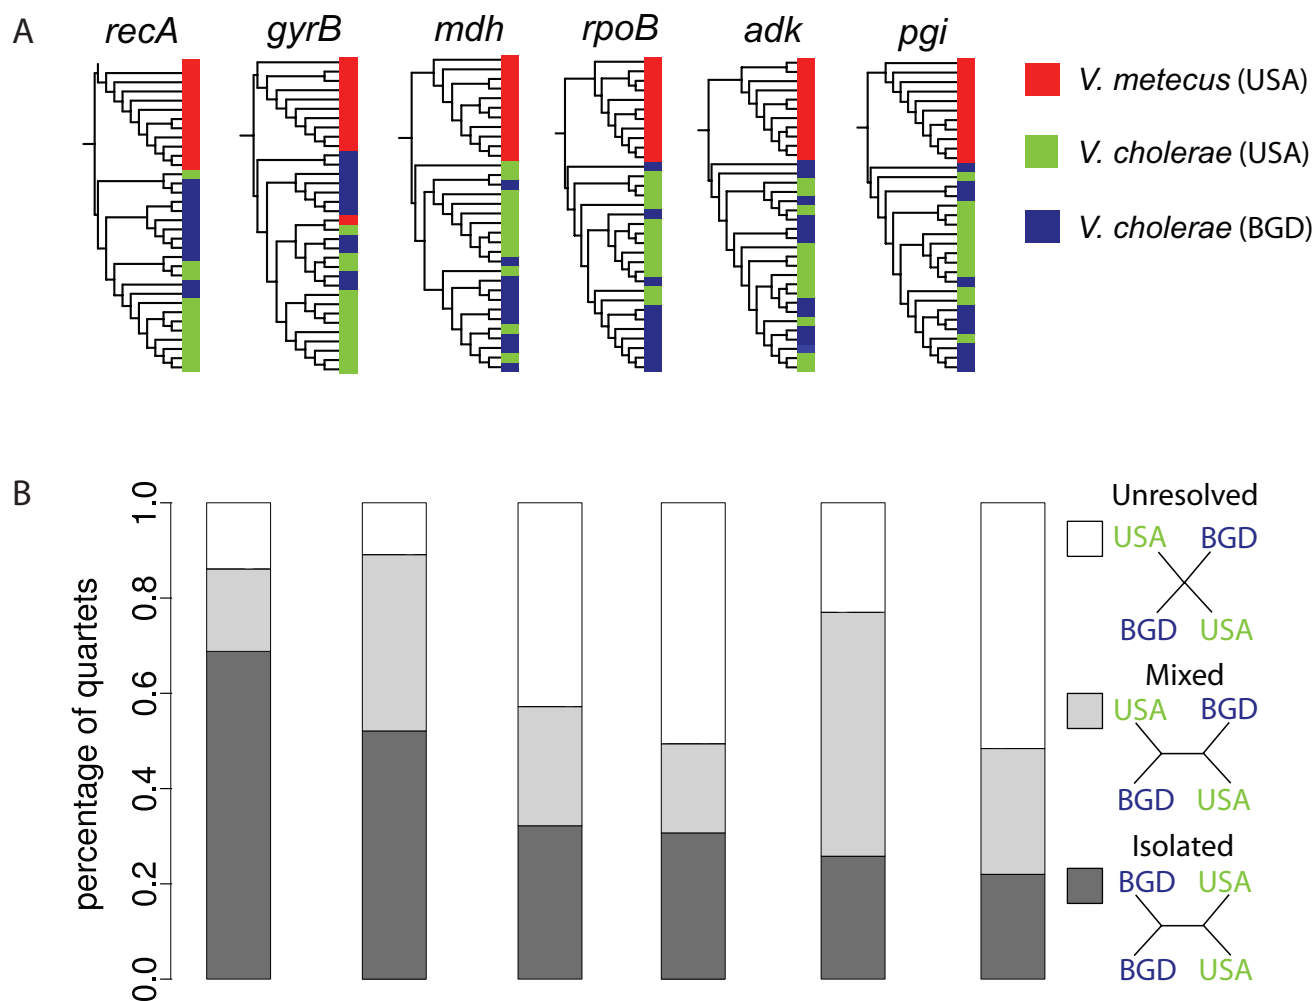 A
recA gyrB mdh rpoB adk pgi
V. metecus (USA)
V. cholerae (USA)
V. cholerae (BGD)
B
percentage of quartets
1.0
0.8
0.6
0.4
0.2
0.0
Unresolved
USA BGD
BGD USA
Mixed
USA BGD
BGD USA
Isolated
BGD USA
BGD USA